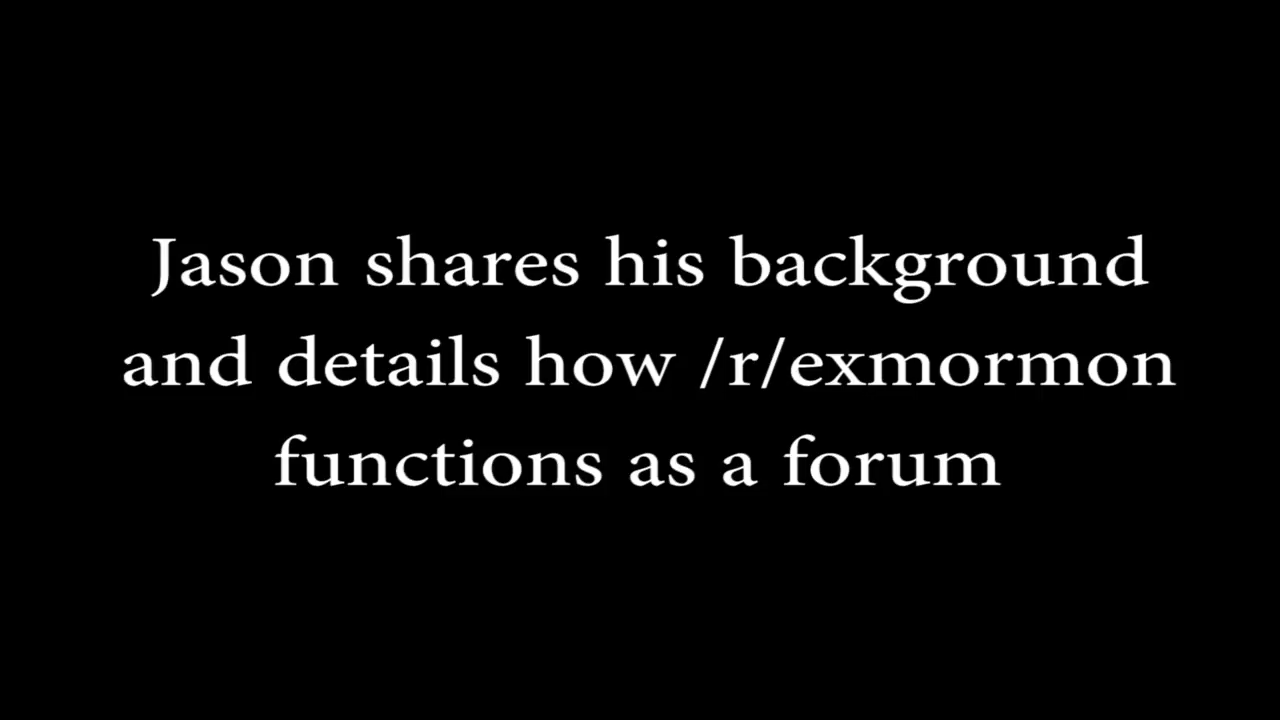 Jason shares his background
and details how /r/exmormon
functions as a forum